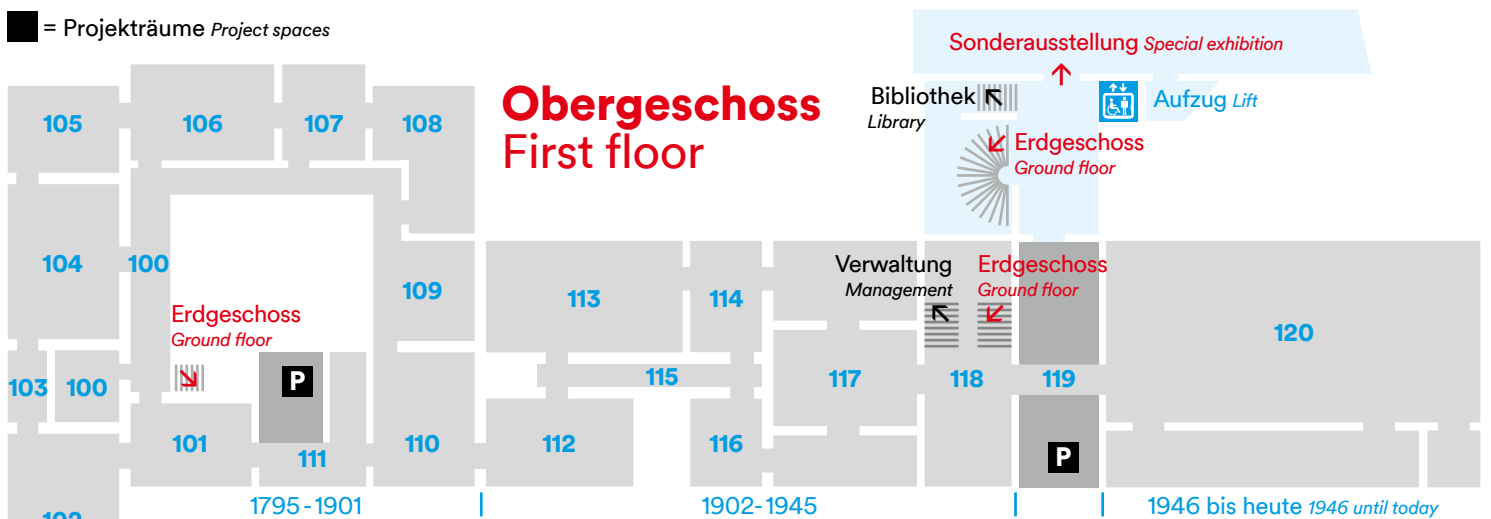 = Projekträume Project spaces
Sonderausstellung Special exhibition
Obergeschoss
First floor
Bibliothek
Library
Aufzug Lift
Erdgeschoss
Ground floor
105
106
107
108
104
100
109
113
114
Verwaltung
Management
Erdgeschoss
Ground floor
120
Erdgeschoss
Ground floor
103
100
P
115
117
118
119
101
111
110
112
116
P
1795-1901
1902-1945
1946 bis heute 1946 until today